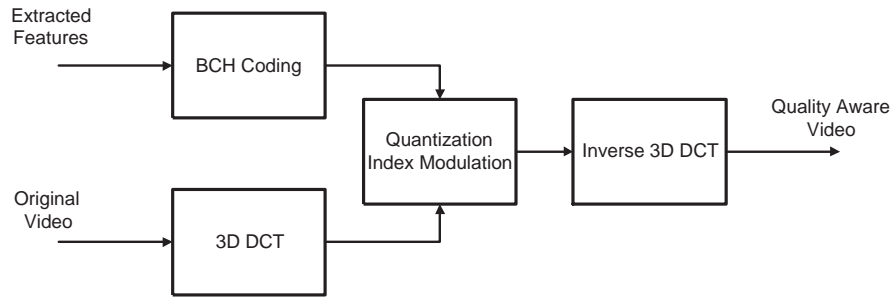 Extracted
Features
BCH Coding
Quantization
Index Modulation
Inverse 3D DCT
Quality Aware
Video
Original
Video
3D DCT